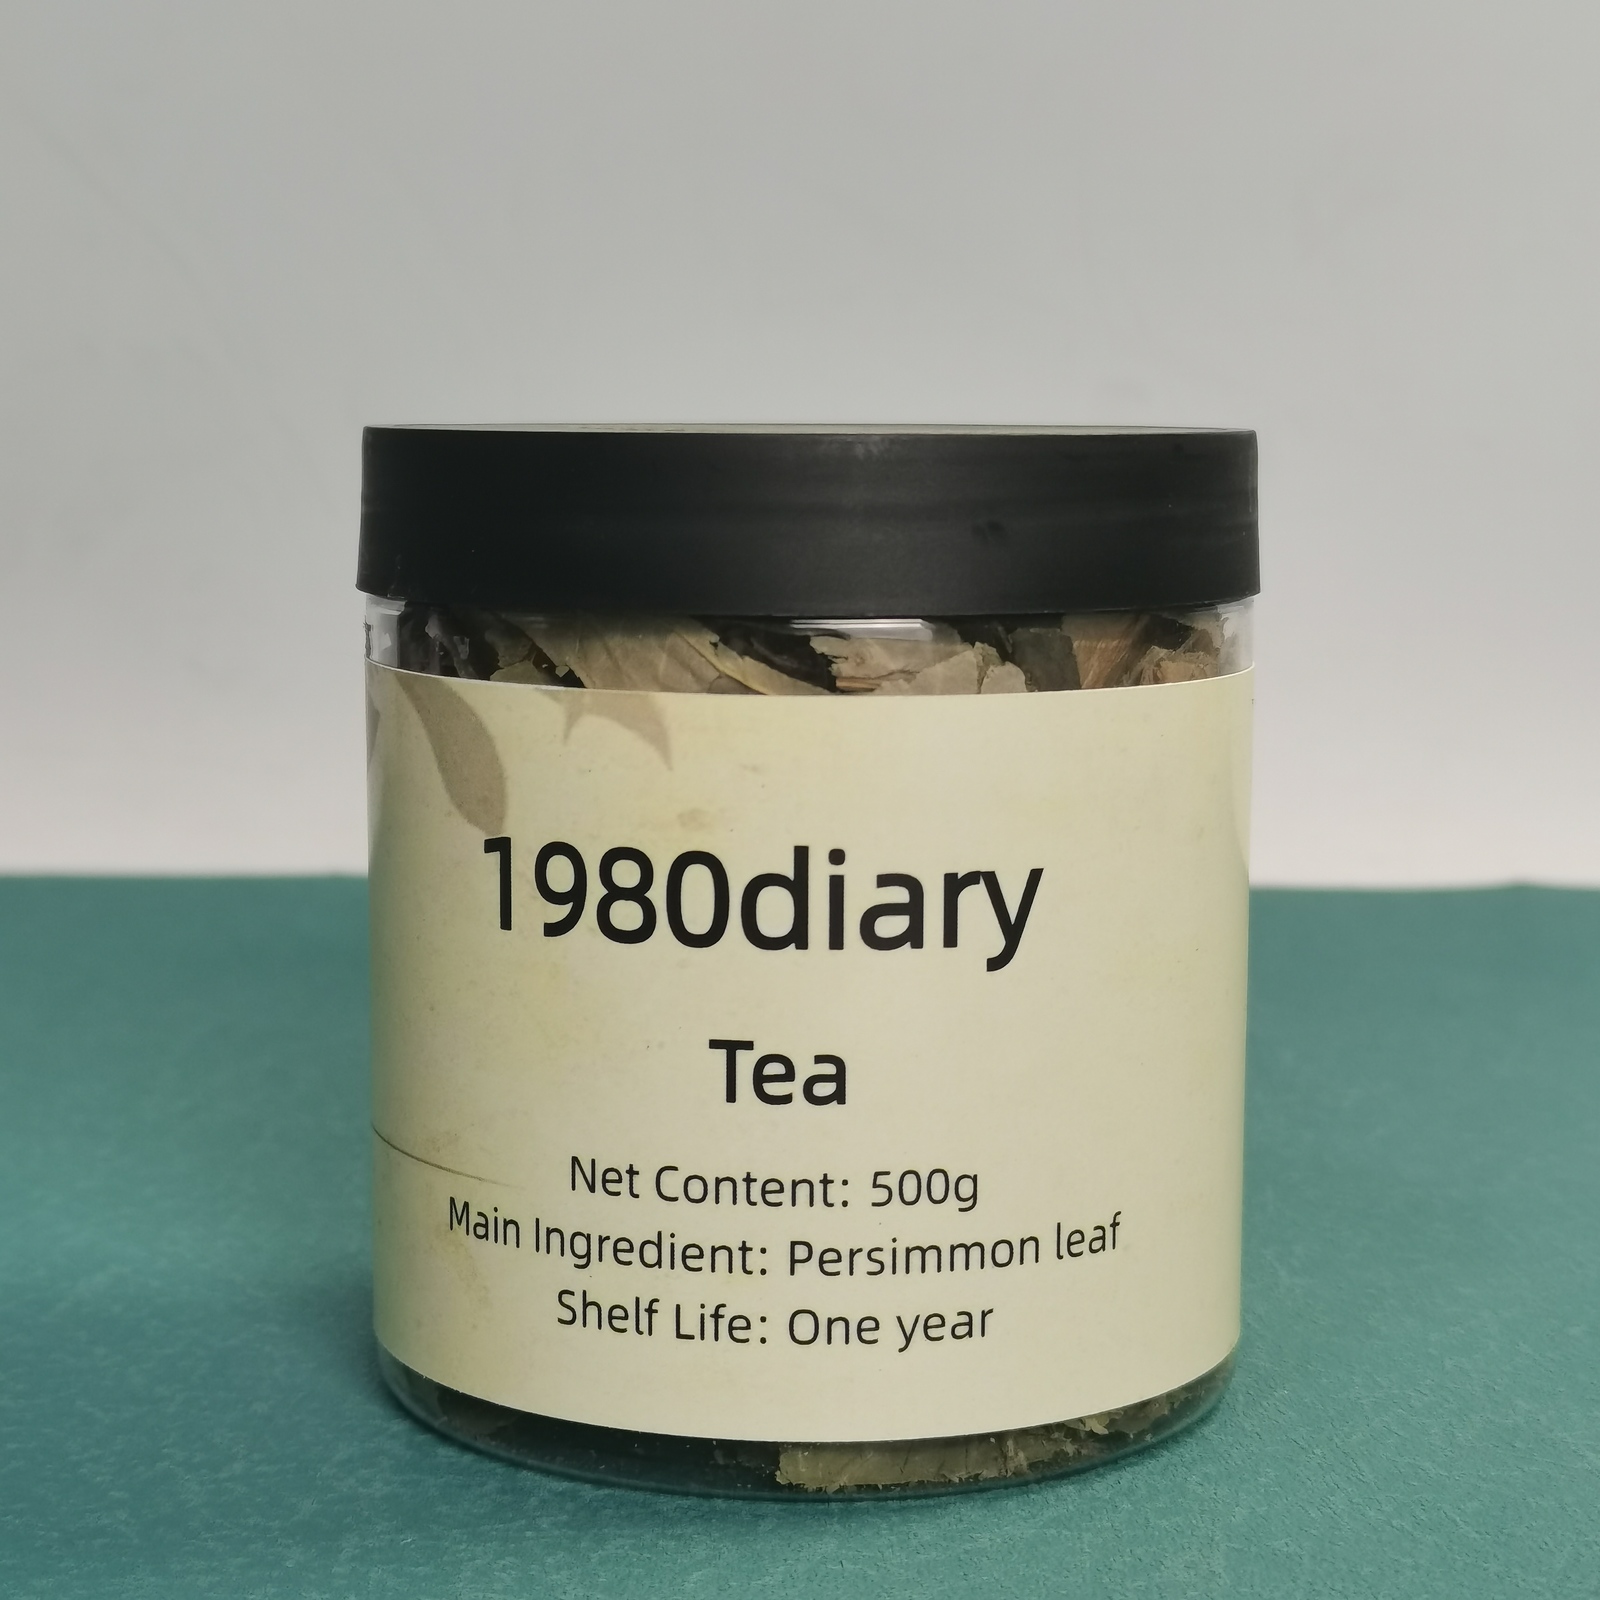 1980diary
Tea
Net Content: 500g
Main Ingredient: Persimmon leaf
Shelf Life: One year